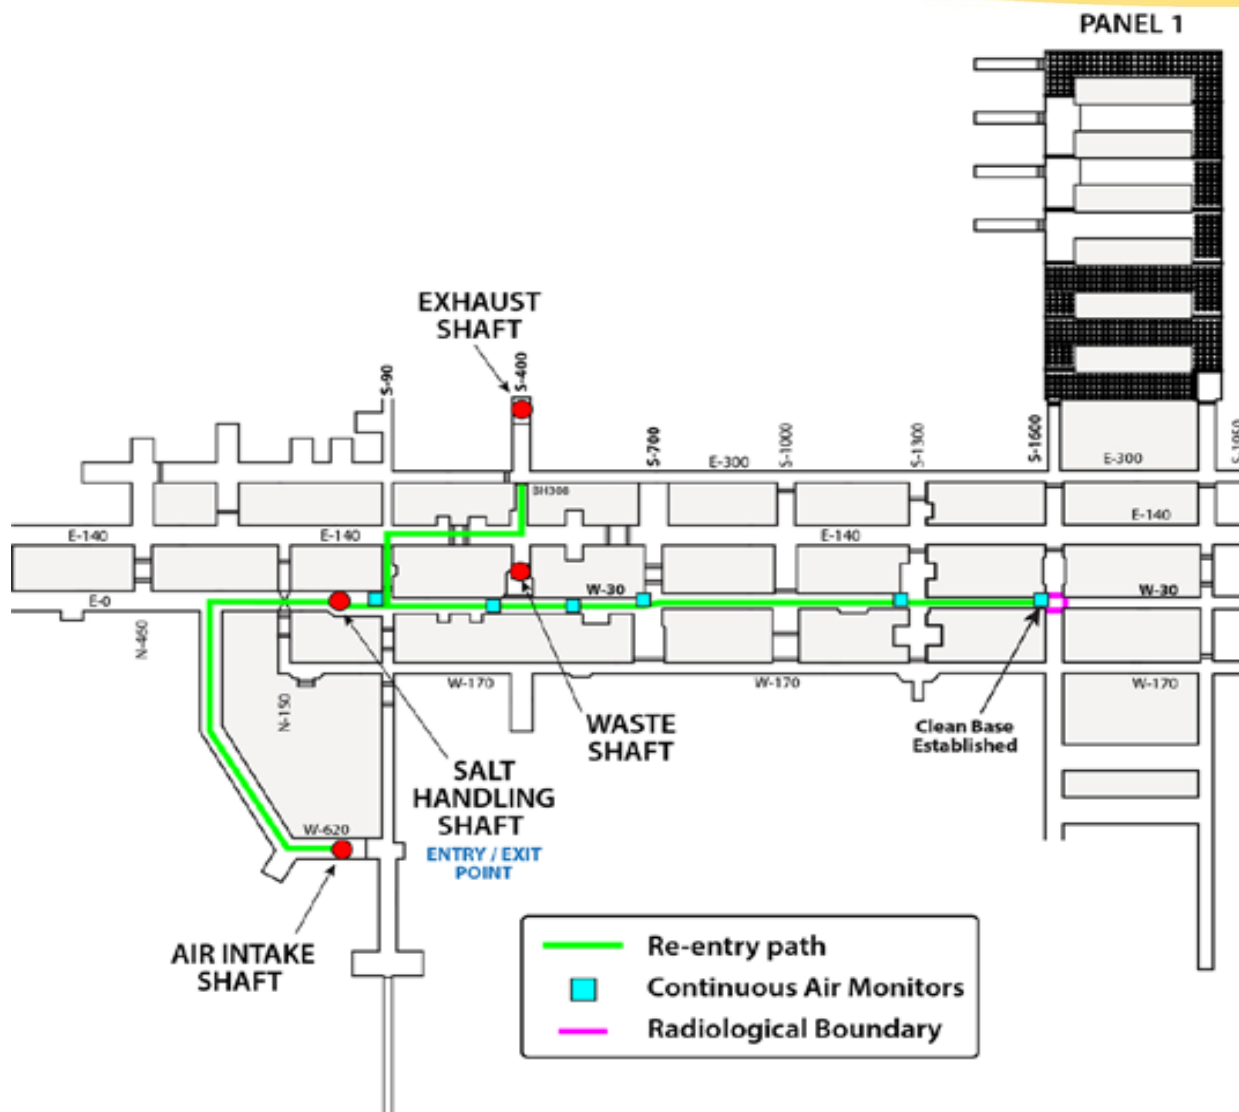 PANEL 1
EXHAUST
SHAFT
S-90
S-400
S-700
S-1000
S-1300
S-1600
E-300
E-300
BH308
E-140
E-140
E-140
E-140
E-0
W-30
W-30
N-460
N-150
W-170
W-170
W-170
WASTE
SHAFT
Clean Base
Established
SALT
HANDLING
SHAFT
ENTRY / EXIT
POINT
W-620
AIR INTAKE
SHAFT
Re-entry path
Continuous Air Monitors
Radiological Boundary